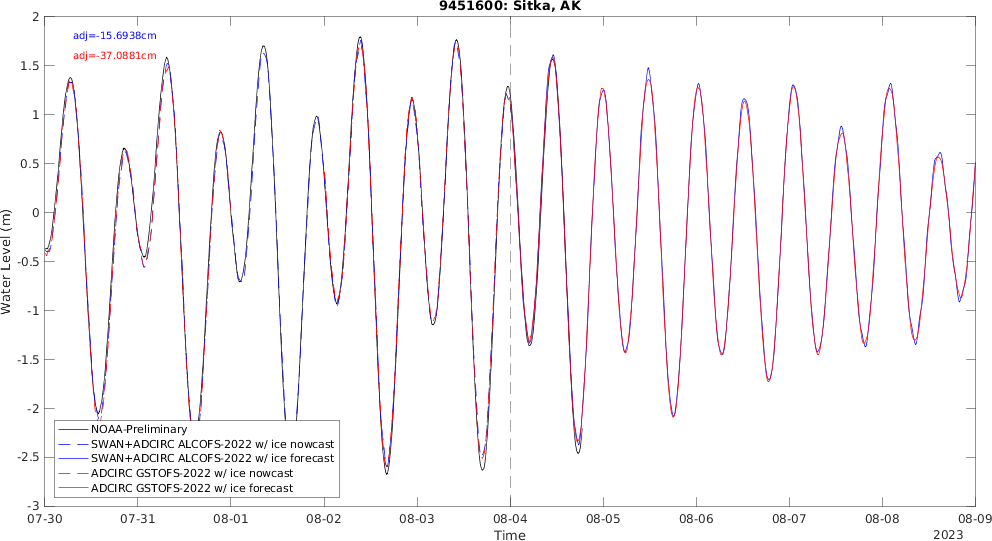 9451600: Sitka, AK
adj=-15.6938cm
adj=-37.0881cm
Water Level (m)
2
1.5
1
0.5
0
-0.5
-1
-1.5
-2
-2.5
-3
NOAA-Preliminary
SWAN+ADCIRC ALCOFS-2022 w/ ice nowcast
SWAN+ADCIRC ALCOFS-2022 w/ ice forecast
ADCIRC GSTOFS-2022 w/ ice nowcast
ADCIRC GSTOFS-2022 w/ ice forecast
07-30 07-31 08-01 08-02 08-03 08-04 08-05 08-06 08-07 08-08 08-09
Time
2023